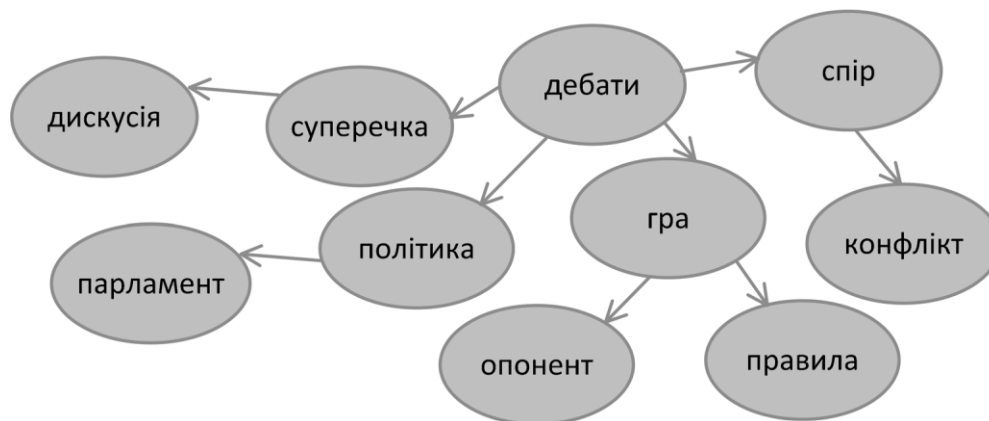 дебати
спір
дискусія
суперечка
гра
політика
конфлікт
парламент
опонент
правила